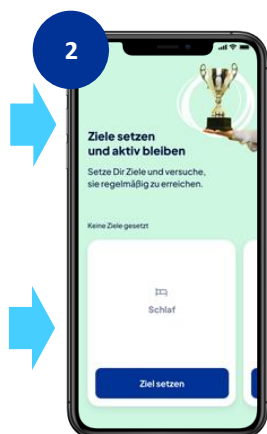 2
Ziele setzen
und aktiv bleiben
Setze Dir Ziele und versuche,
sie regelmäßig zu erreichen.
Keine Ziele gesetzt
Schlaf
Ziel setzen